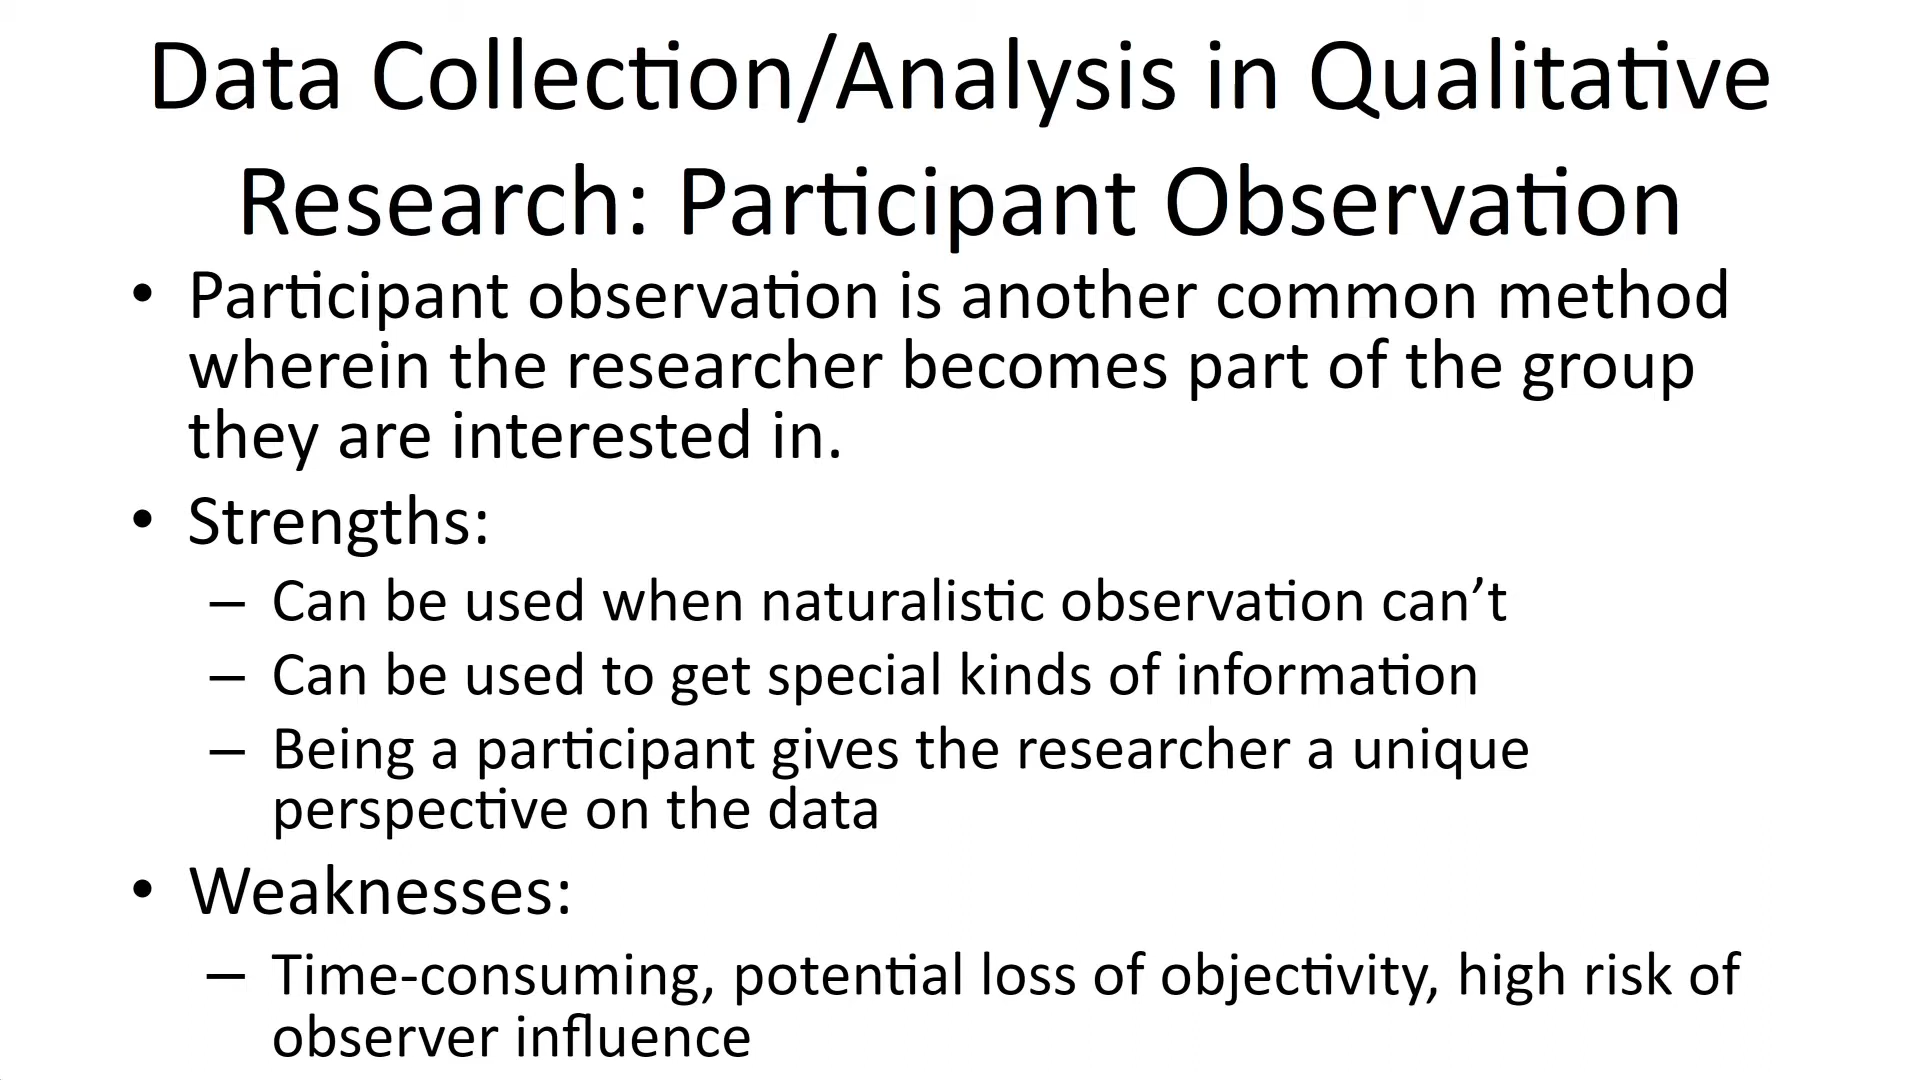 Data Collection/Analysis in Qualitative
Research: Participant Observation
• Participant observation is another common method
wherein the researcher becomes part of the group
they are interested in.
• Strengths:
– Can be used when naturalistic observation can’t
– Can be used to get special kinds of information
– Being a participant gives the researcher a unique
perspective on the data
• Weaknesses:
– Time-consuming, potential loss of objectivity, high risk of
observer influence